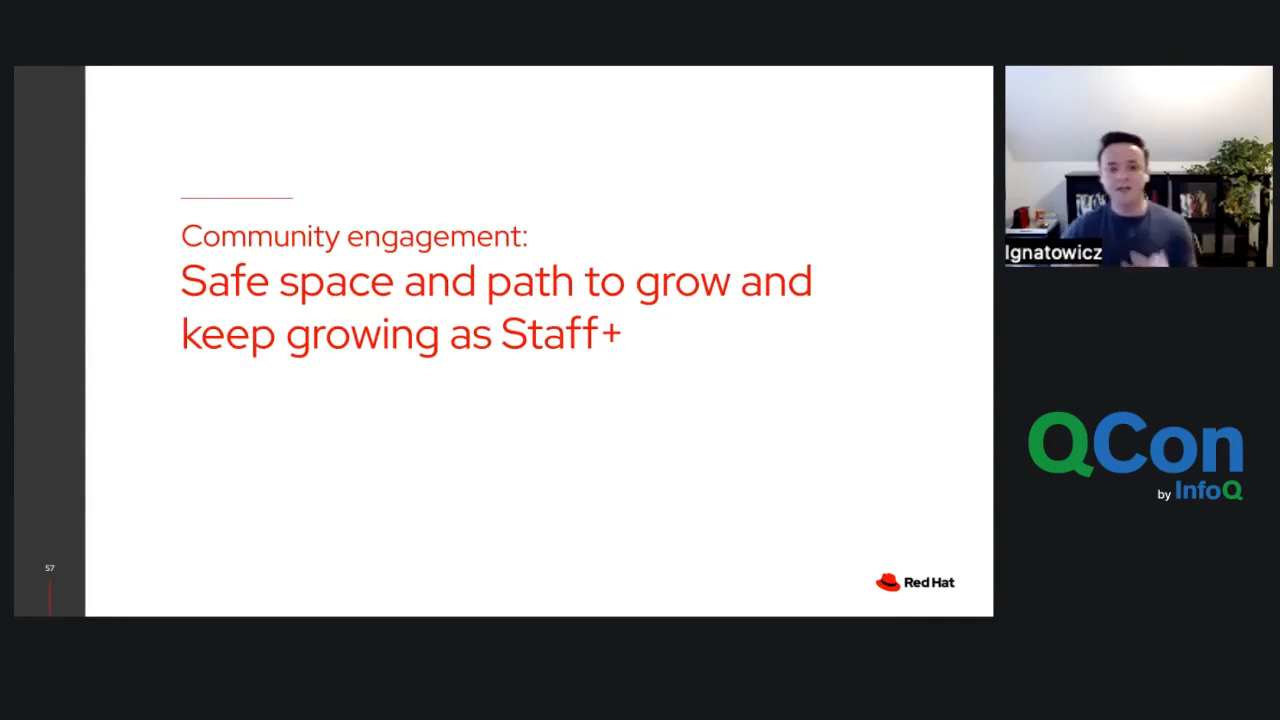 Community engagement:
Safe space and path to grow and
keep growing as Staff+
57
Red Hat
Ignatowicz
QCon
by InfoQ